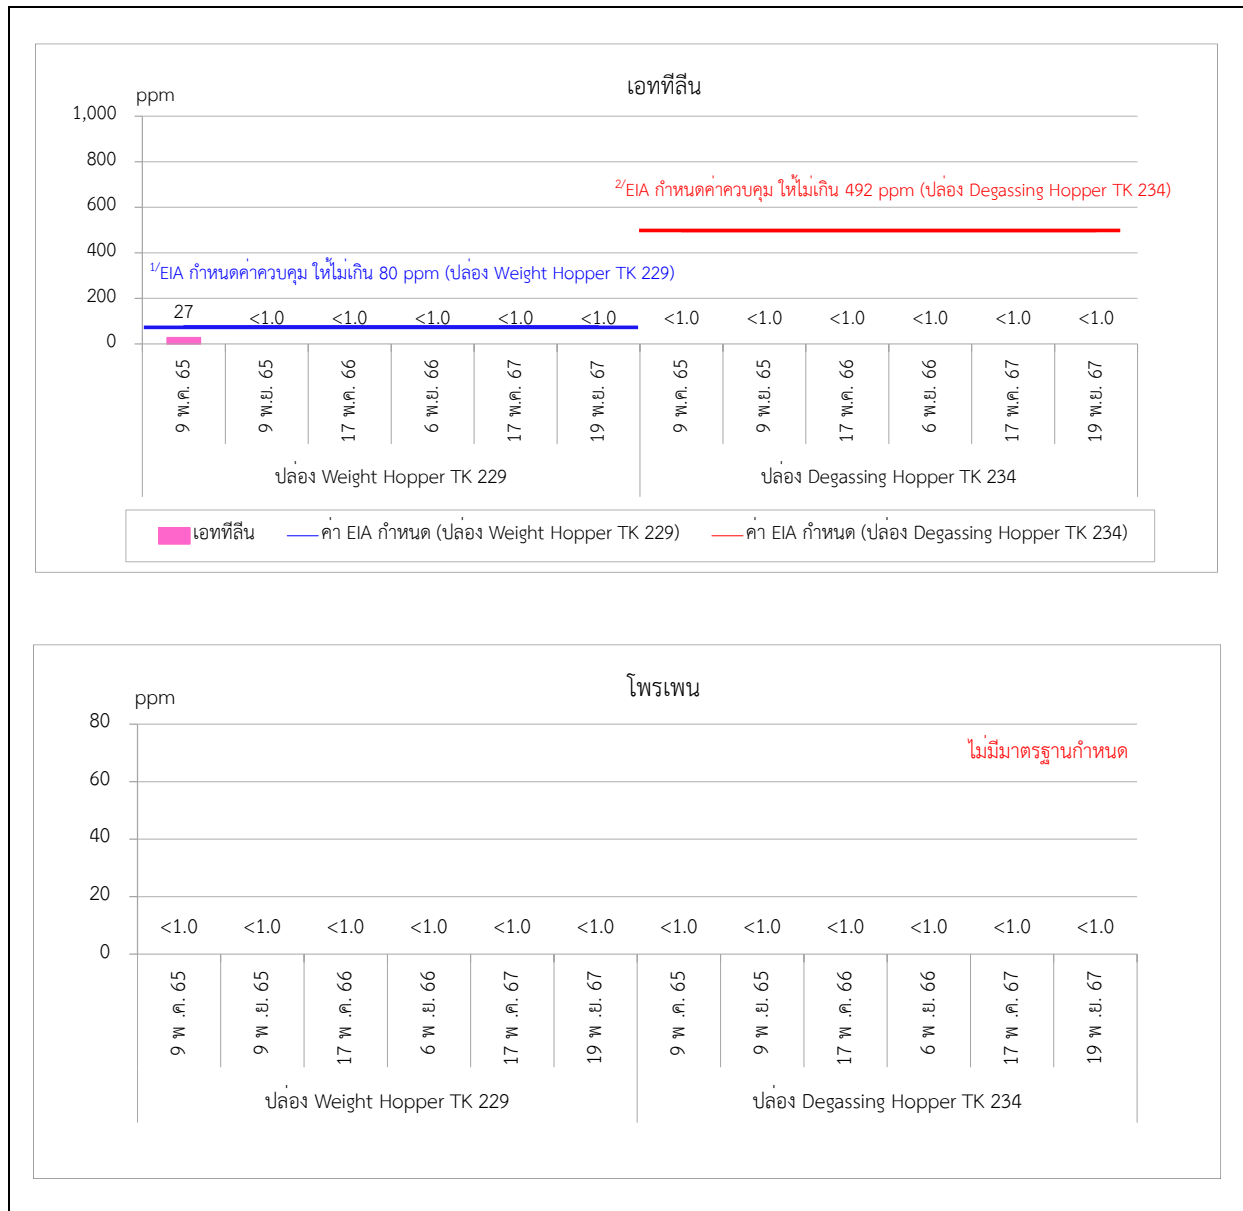 เอททีลีน
ppm
1,000
800
600
400
200
0
2/EIA กำหนดค่าควบคุม ให้ไม่เกิน 492 ppm (ปล่อง Degassing Hopper TK 234)
1/EIA กำหนดค่าควบคุม ให้ไม่เกิน 80 ppm (ปล่อง Weight Hopper TK 229)
27 <1.0 <1.0 <1.0 <1.0 <1.0 <1.0 <1.0 <1.0 <1.0 <1.0 <1.0
9 พ.ค. 65 9 พ.ย. 65 17 พ.ค. 66 6 พ.ย. 66 17 พ.ค. 67 19 พ.ย. 67 9 พ.ค. 65 9 พ.ย. 65 17 พ.ค. 66 6 พ.ย. 66 17 พ.ค. 67 19 พ.ย. 67
ปล่อง Weight Hopper TK 229 ปล่อง Degassing Hopper TK 234
เอททีลีน ค่า EIA กำหนด (ปล่อง Weight Hopper TK 229) ค่า EIA กำหนด (ปล่อง Degassing Hopper TK 234)
โพรเพน
ppm
80
60
40
20
0
ไม่มีมาตรฐานกำหนด
<1.0 <1.0 <1.0 <1.0 <1.0 <1.0 <1.0 <1.0 <1.0 <1.0 <1.0 <1.0
9 พ .ค. 65 9 พ .ย. 65 17 พ .ค. 66 6 พ .ย. 66 17 พ .ค. 67 19 พ .ย. 67 9 พ .ค. 65 9 พ .ย. 65 17 พ .ค. 66 6 พ .ย. 66 17 พ .ค. 67 19 พ .ย. 67
ปล่อง Weight Hopper TK 229 ปล่อง Degassing Hopper TK 234